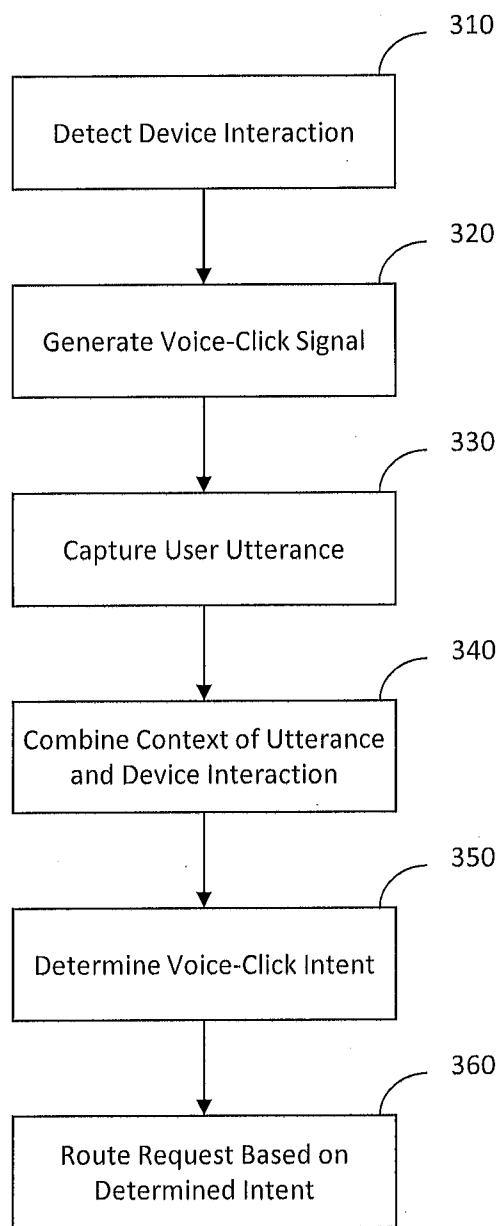 310
Detect Device Interaction
320
Generate Voice-Click Signal
330
Capture User Utterance
340
Combine Context of Utterance
and Device Interaction
350
Determine Voice-Click Intent
360
Route Request Based on
Determined Intent